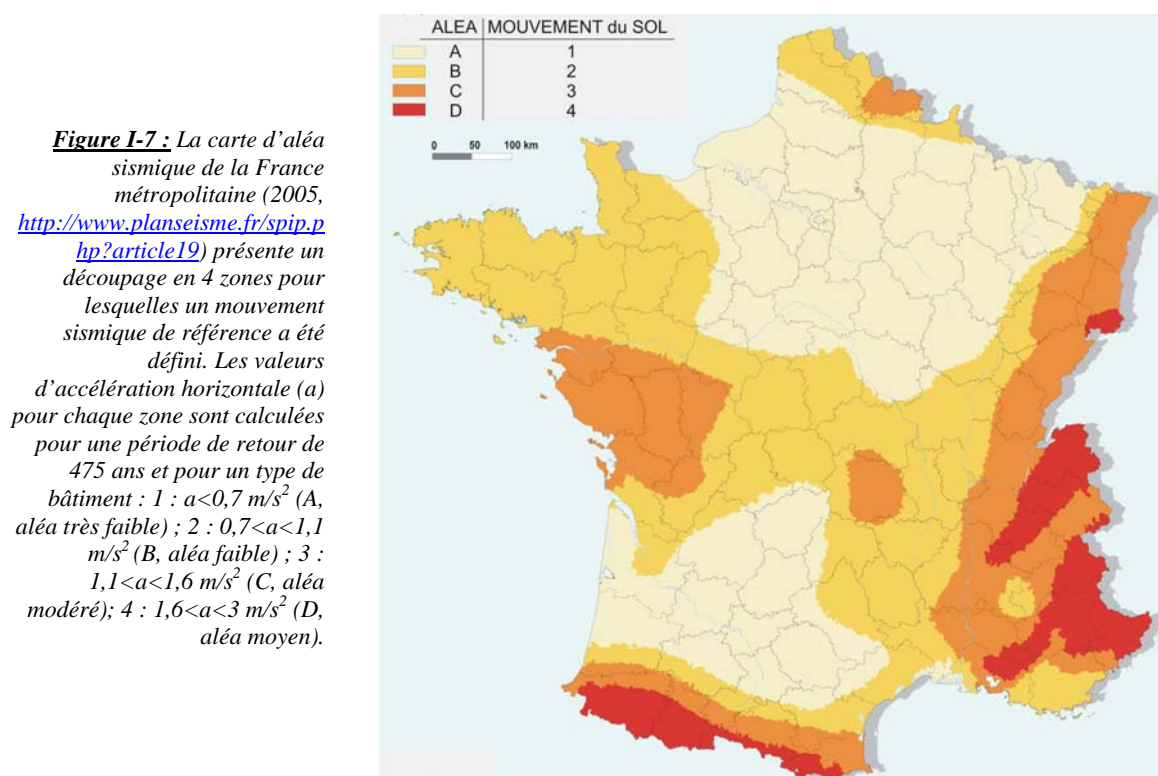 Figure I-7 : La carte d’aléa
sismique de la France
métropolitaine (2005,
http://www.planseisme.fr/spip.p
hp?article19) présente un
découpage en 4 zones pour
lesquelles un mouvement
sismique de référence a été
défini. Les valeurs
d’accélération horizontale (a)
pour chaque zone sont calculées
pour une période de retour de
475 ans et pour un type de
bâtiment : 1 : a<0,7 m/s² (A,
aléa très faible) ; 2 : 0,7<a<1,1
m/s² (B, aléa faible) ; 3 :
1,1<a<1,6 m/s² (C, aléa
modéré); 4 : 1,6<a<3 m/s² (D,
aléa moyen).
ALEA MOUVEMENT du SOL
A 1
B 2
C 3
D 4
0 50 100 km